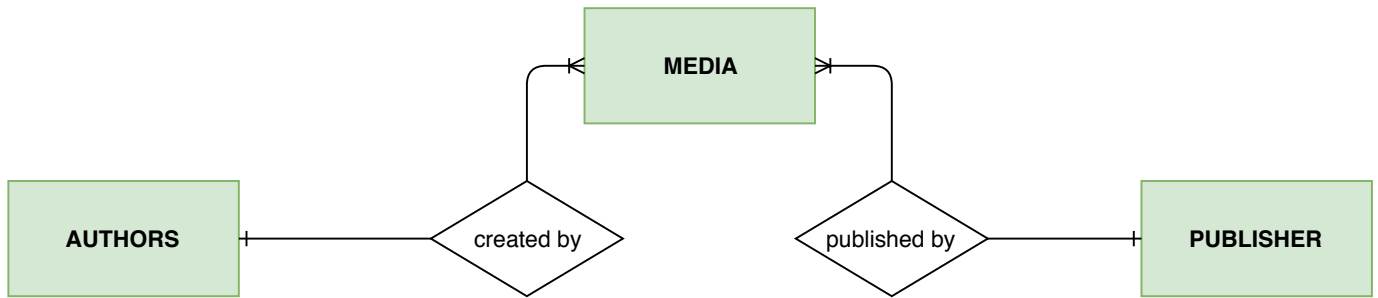 MEDIA
AUTHORS
created by
published by
PUBLISHER